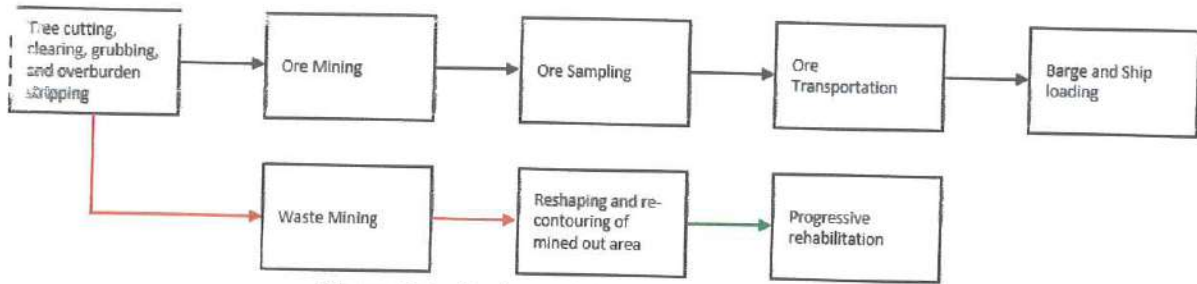 Tree cutting,
clearing, grubbing,
and overburden
stripping
Ore Mining
Ore Sampling
Ore
Transportation
Barge and Ship
loading
Waste Mining
Reshaping and re-
contouring of
mined out area
Progressive
rehabilitation